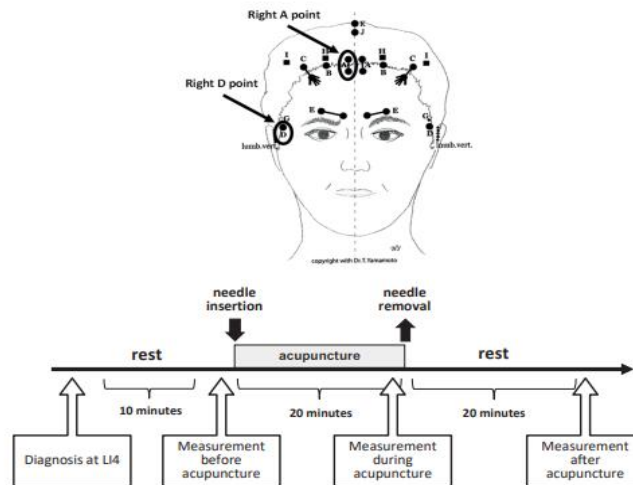 Right A point
Right D point
K
J
I
H
C
B
A
A
H
B
C
I
G
D
E
E
G
D
lumb.vert.
lumb.vert.
copyright with Dr.T.Yamamoto
needle
insertion
needle
removal
rest
acupuncture
rest
10 minutes
20 minutes
20 minutes
Diagnosis at LI4
Measurement
before
acupuncture
Measurement
during
acupuncture
Measurement
after
acupuncture